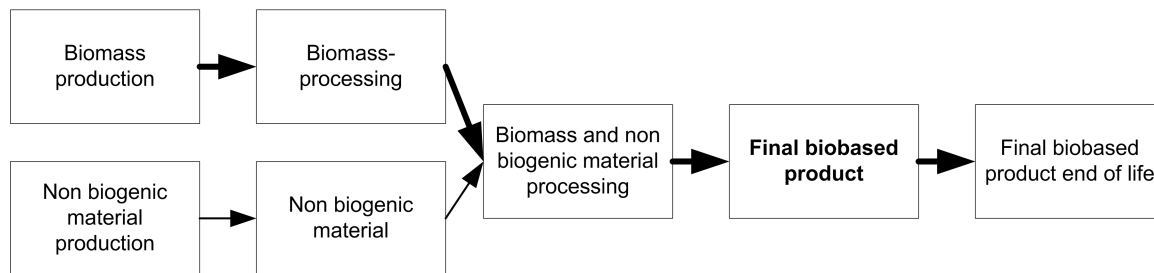 Biomass
production
Biomass-
processing
Non biogenic
material
production
Non biogenic
material
Biomass and non
biogenic material
processing
Final biobased
product
Final biobased
product end of life